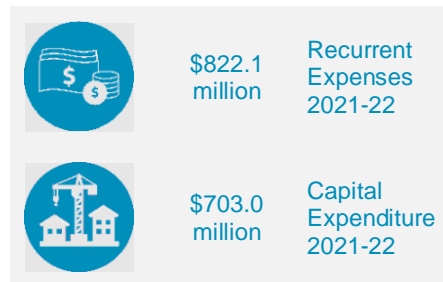 $822.1
million
Recurrent
Expenses
2021-22
$
$
$703.0
million
Capital
Expenditure
2021-22